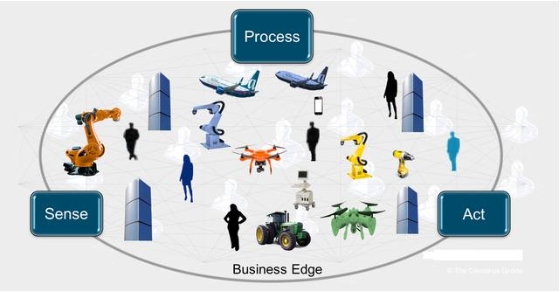 Process
Sense
Act
Business Edge